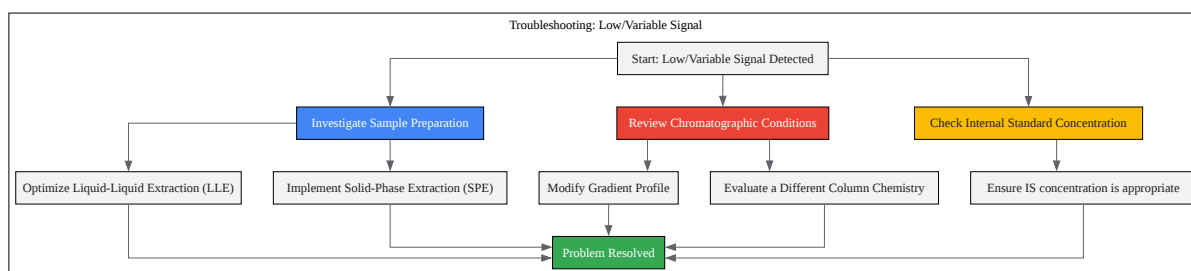 Troubleshooting: Low/Variable Signal
Start: Low/Variable Signal Detected
Investigate Sample Preparation
Review Chromatographic Conditions
Check Internal Standard Concentration
Optimize Liquid-Liquid Extraction (LLE)
Implement Solid-Phase Extraction (SPE)
Modify Gradient Profile
Evaluate a Different Column Chemistry
Ensure IS concentration is appropriate
Problem Resolved